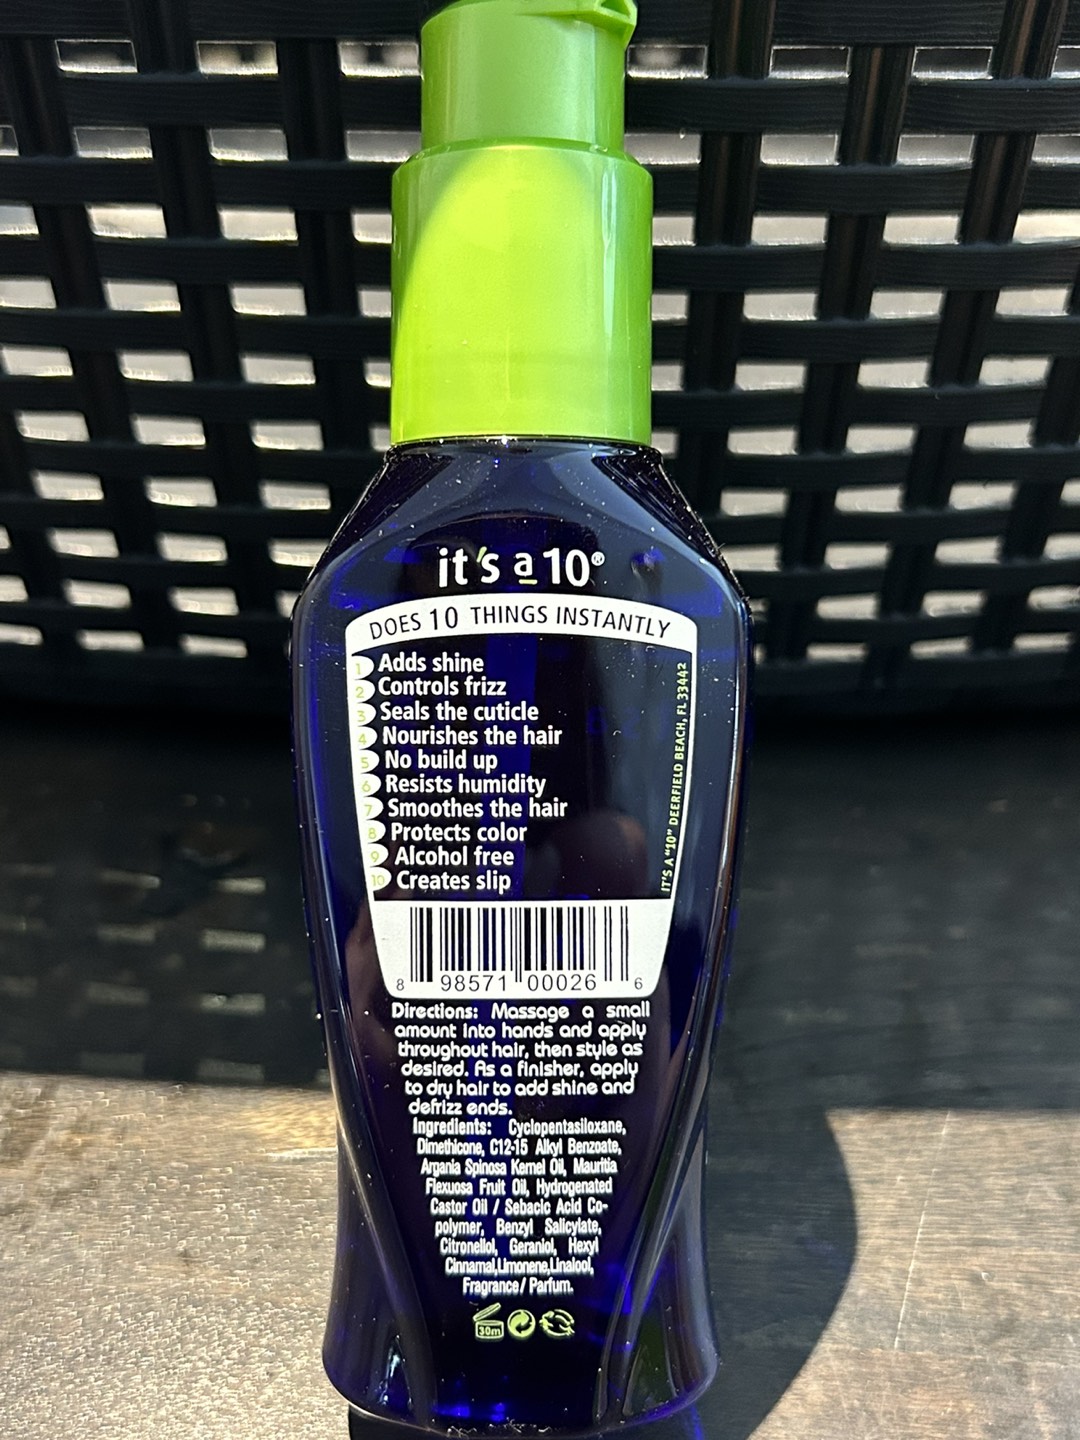 it's a 10®
DOES 10 THINGS INSTANTLY
1 Adds shine
2 Controls frizz
3 Seals the cuticle
4 Nourishes the hair
5 No build up
6 Resists humidity
7 Smoothes the hair
8 Protects color
9 Alcohol free
10 Creates slip
IT'S A "10" DEERFIELD BEACH, FL 33442
8 98571 00026 6
Directions: Massage a small
amount into hands and apply
throughout hair, then style as
desired. As a finisher, apply
to dry hair to add shine and
defrizz ends.
Ingredients: Cyclopentasiloxane,
Dimethicone, C12-15 Alkyl Benzoate,
Argania Spinosa Kernel Oil, Mauritia
Flexuosa Fruit Oil, Hydrogenated
Castor Oil / Sebacic Acid Co-
polymer, Benzyl Salicylate,
Citronellol, Geraniol, Hexyl
Cinnamal,Limonene,Linalool,
Fragrance/ Parfum.
30m